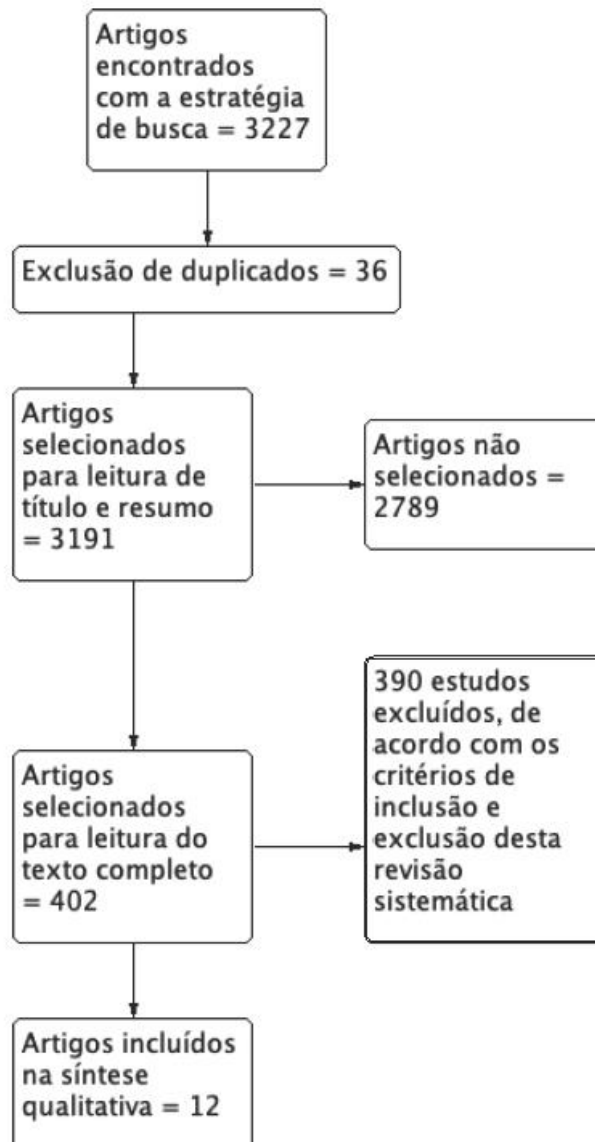 Artigos
encontrados
com a estratégia
de busca = 3227
Exclusão de duplicados = 36
Artigos
selecionados
para leitura de
título e resumo
= 3191
Artigos não
selecionados =
2789
390 estudos
excluídos, de
acordo com os
critérios de
inclusão e
exclusão desta
revisão
sistemática
Artigos
selecionados
para leitura do
texto completo
= 402
Artigos incluídos
na síntese
qualitativa = 12